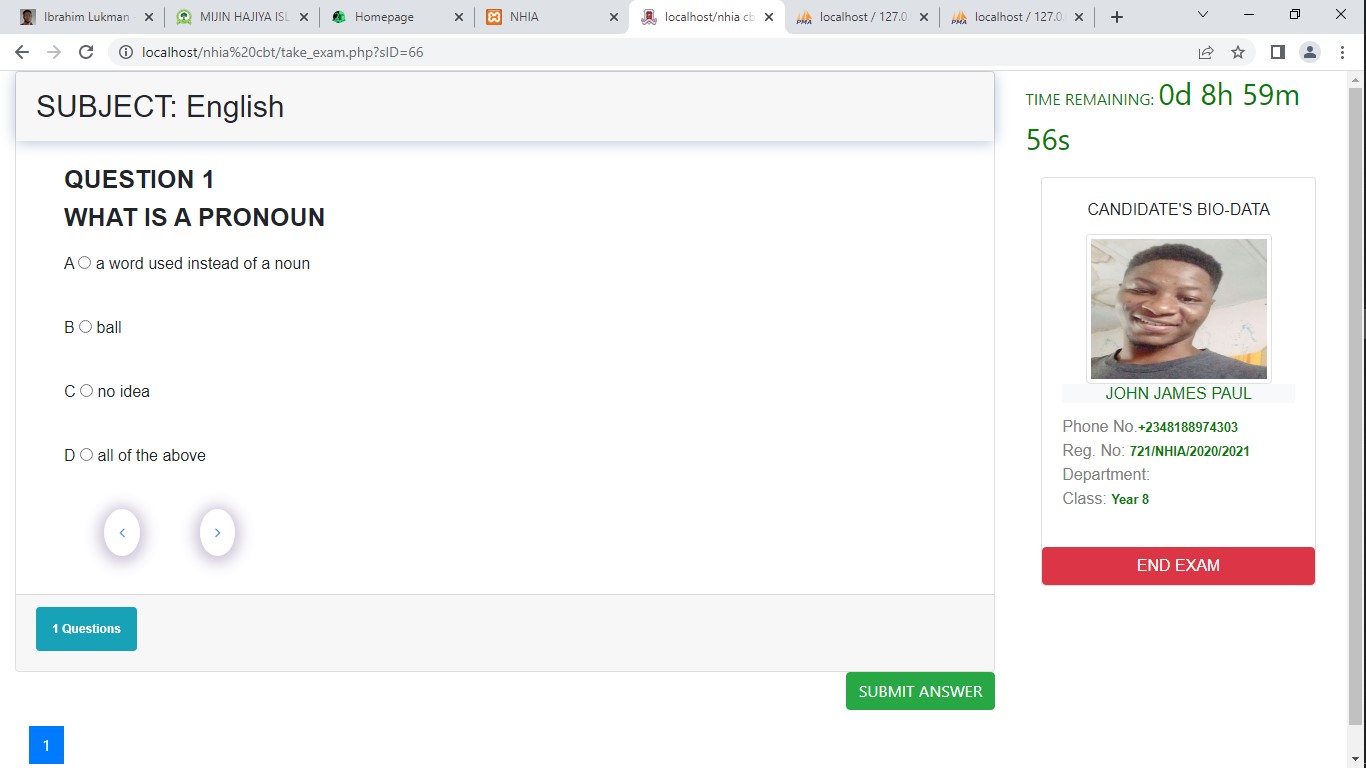 Ibrahim Lukman
MIJIN HAJIYA ISL
Homepage
NHIA
localhost/nhia cb
PMA
localhost / 127.0.
PMA
localhost / 127.0.
localhost/nhia%20cbt/take_exam.php?sID=66
SUBJECT: English
TIME REMAINING: 0d 8h 59m
56s
QUESTION 1
WHAT IS A PRONOUN
A a word used instead of a noun
B ball
C no idea
D all of the above
<
>
1 Questions
SUBMIT ANSWER
1
CANDIDATE'S BIO-DATA
JOHN JAMES PAUL
Phone No.+2348188974303
Reg. No: 721/NHIA/2020/2021
Department:
Class: Year 8
END EXAM